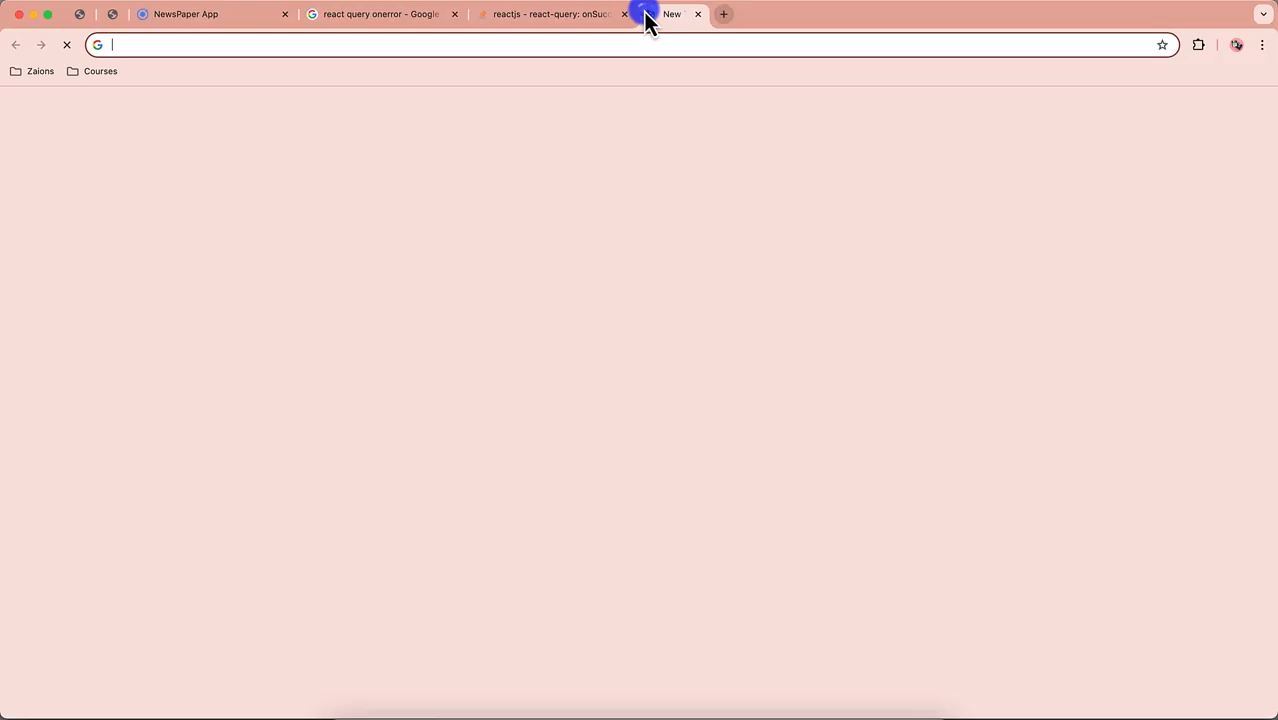 NewsPaper App
react query onerror - Google
reactjs - react-query: onSucc
New
Zaions
Courses